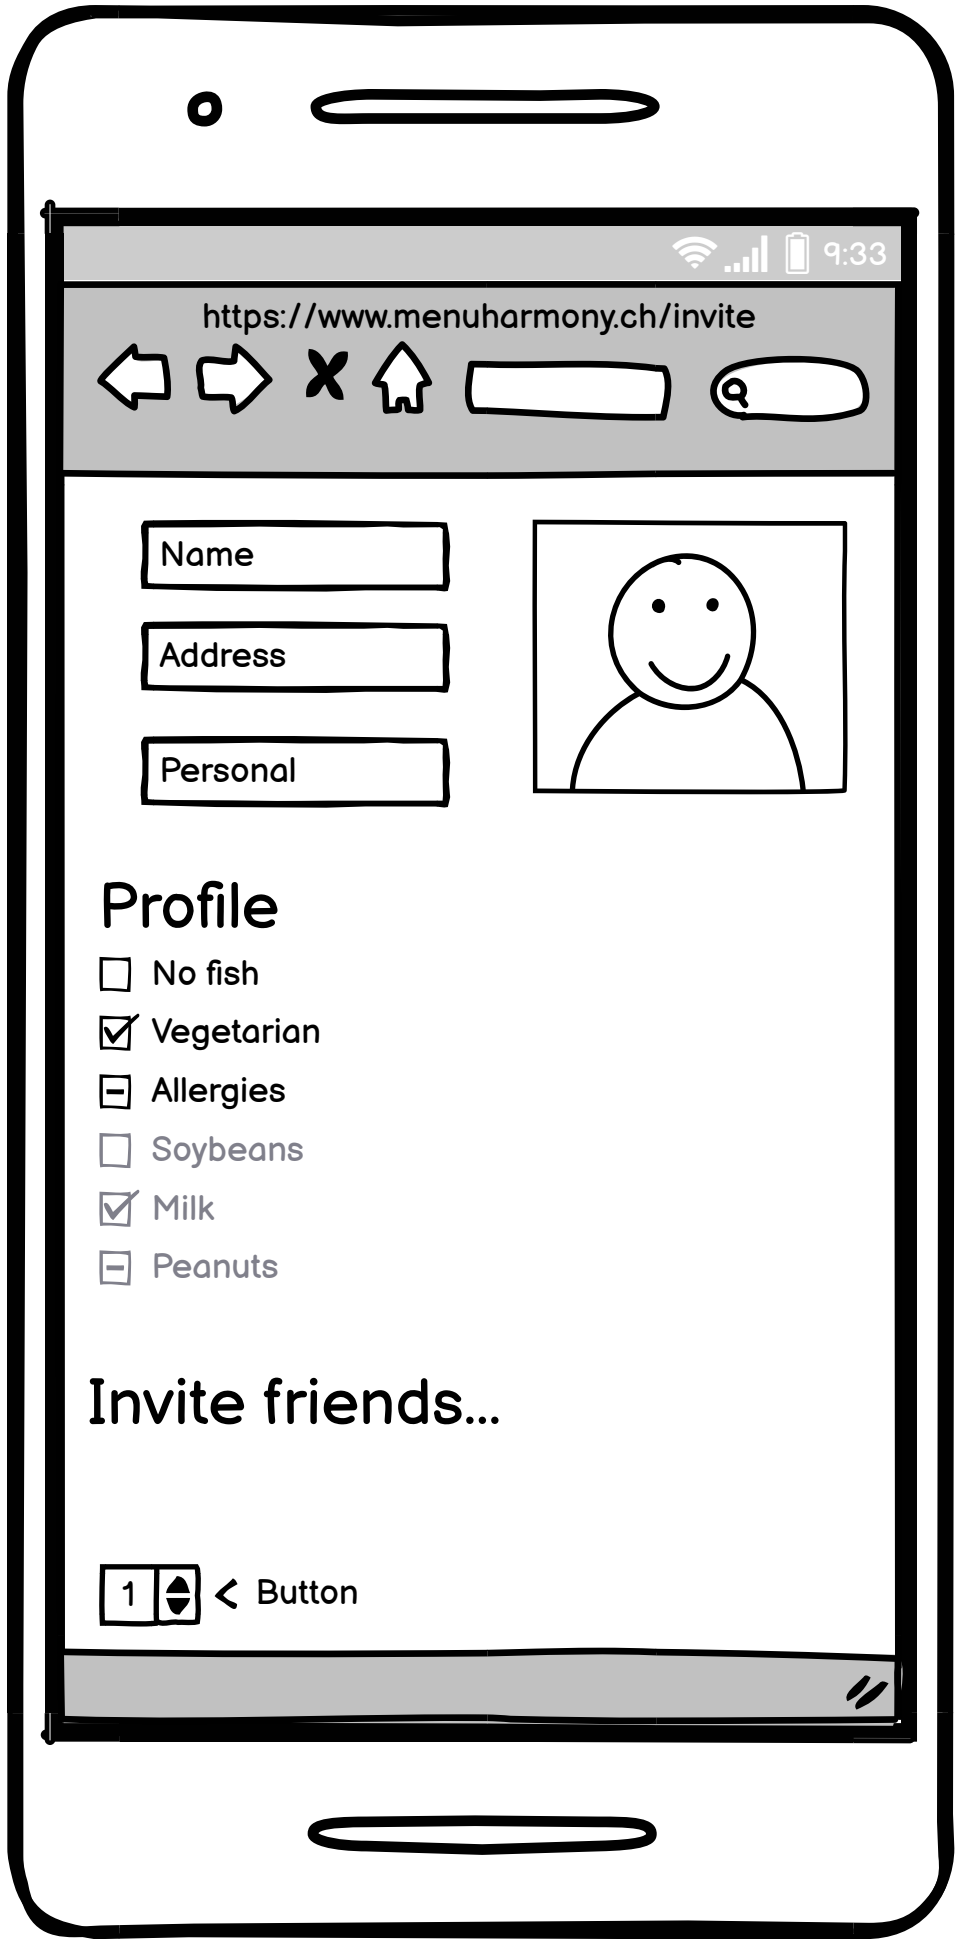 9:33
https://www.menuharmony.ch/invite
Name
Address
Personal
Profile
No fish
Vegetarian
Allergies
Soybeans
Milk
Peanuts
Invite friends...
1 < Button